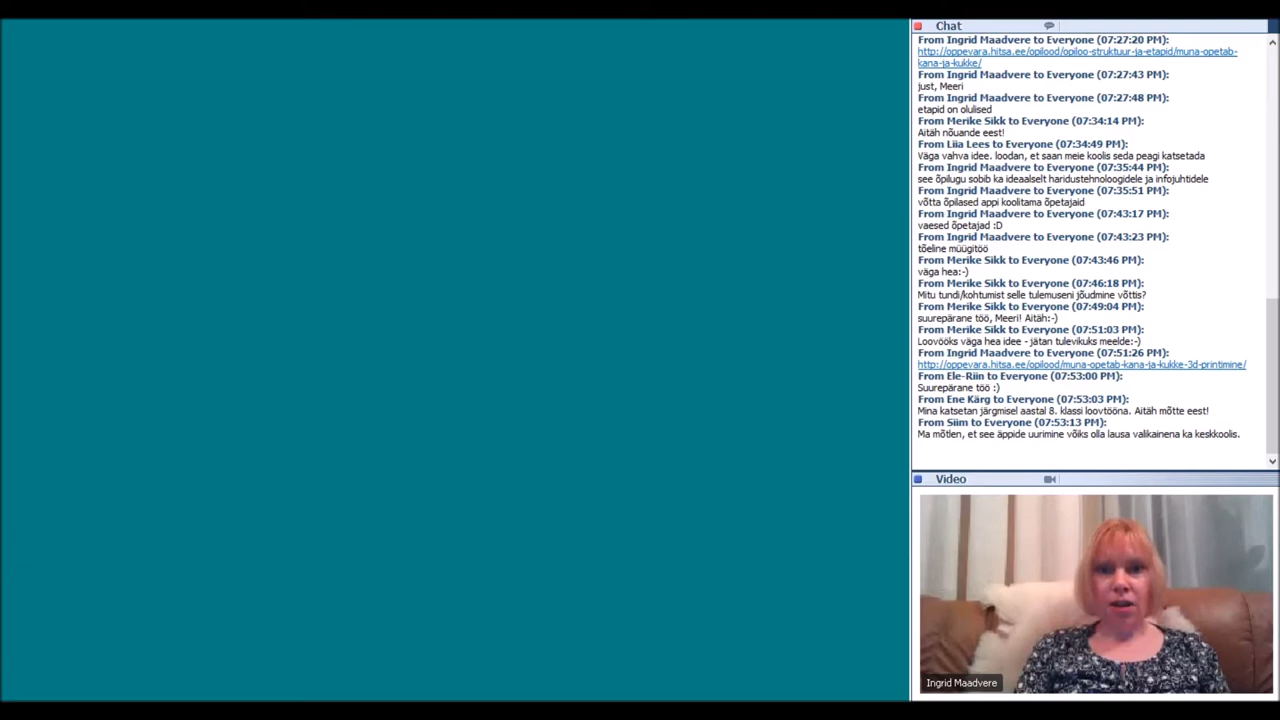 Chat
From Ingrid Maadvere to Everyone (07:27:20 PM):
http://oppevara.hitsa.ee/opilood/opiloo-struktuur-ja-etapid/muna-opetab-
kana-ja-kukke/
From Ingrid Maadvere to Everyone (07:27:43 PM):
just, Meeri
From Ingrid Maadvere to Everyone (07:27:48 PM):
etapid on olulised
From Merike Sikk to Everyone (07:34:14 PM):
Aitäh nõuande eest!
From Liia Lees to Everyone (07:34:49 PM):
Väga vahva idee. loodan, et saan meie koolis seda peagi katsetada
From Ingrid Maadvere to Everyone (07:35:44 PM):
see õpilugu sobib ka ideaalselt haridustehnoloogidele ja infojuhtidele
From Ingrid Maadvere to Everyone (07:35:51 PM):
võtta õpilased appi koolitama õpetajaid
From Ingrid Maadvere to Everyone (07:43:17 PM):
vaesed õpetajad :D
From Ingrid Maadvere to Everyone (07:43:23 PM):
tõeline müügitöö
From Merike Sikk to Everyone (07:43:46 PM):
väga hea:-)
From Merike Sikk to Everyone (07:46:18 PM):
Mitu tundi/kohtumist selle tulemuseni jõudmine võttis?
From Merike Sikk to Everyone (07:49:04 PM):
suurepärane töö, Meeri! Aitäh:-)
From Merike Sikk to Everyone (07:51:03 PM):
Loovööks väga hea idee - jätan tulevikuks meelde:-)
From Ingrid Maadvere to Everyone (07:51:26 PM):
http://oppevara.hitsa.ee/opilood/muna-opetab-kana-ja-kukke-3d-printimine/
From Ele-Riin to Everyone (07:53:00 PM):
Suurepärane töö :)
From Ene Kärg to Everyone (07:53:03 PM):
Mina katsetan järgmisel aastal 8. klassi loovtööna. Aitäh mõtte eest!
From Siim to Everyone (07:53:13 PM):
Ma mõtlen, et see äppide uurimine võiks olla lausa valikainena ka keskkoolis.
Video
Ingrid Maadvere